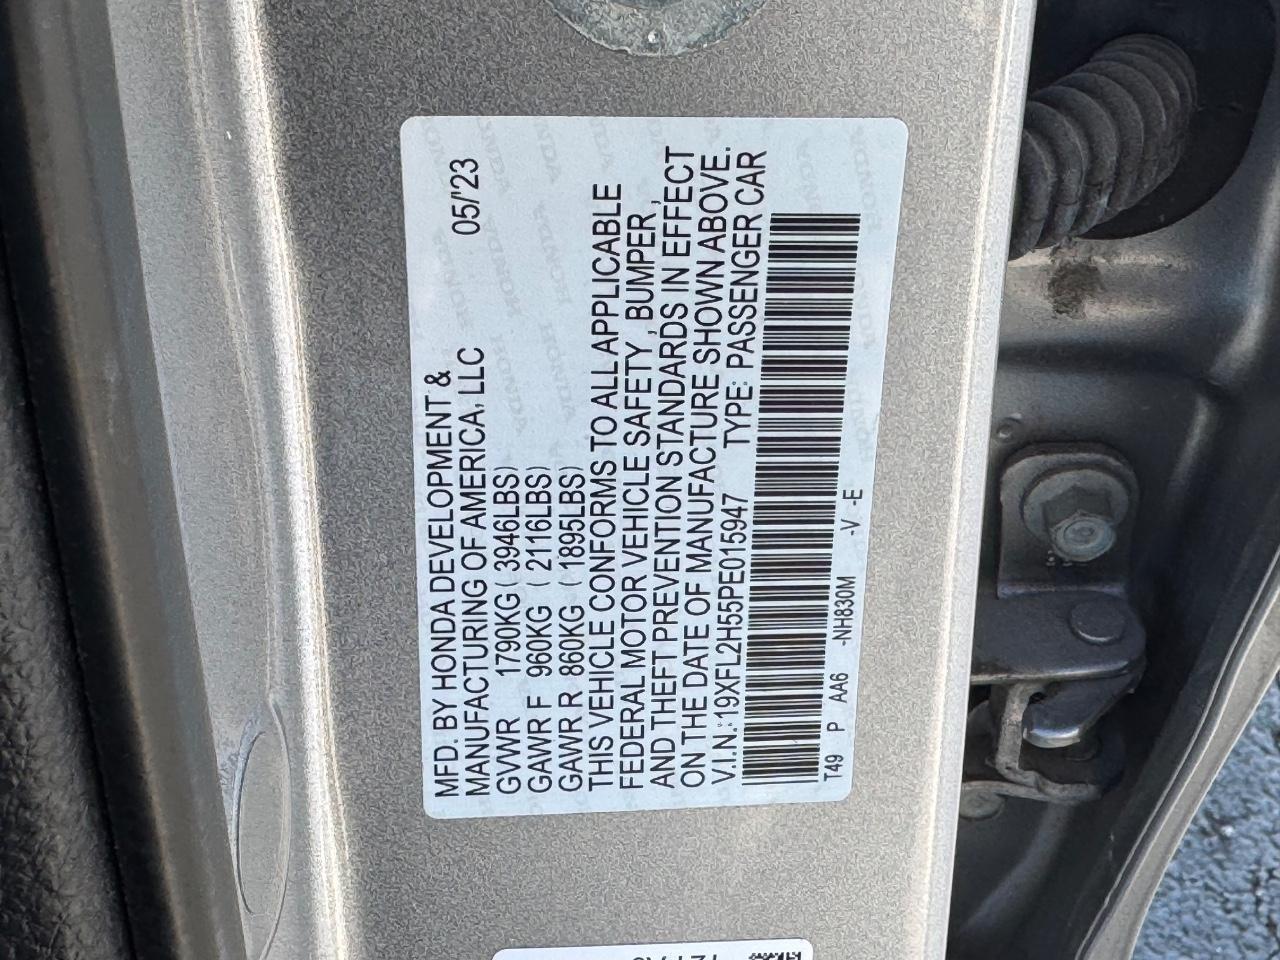 MFD. BY HONDA DEVELOPMENT &
MANUFACTURING OF AMERICA, LLC 05/'23
GVWR 1790KG ( 3946LBS)
GAWR F 960KG ( 2116LBS)
GAWR R 860KG ( 1895LBS)
THIS VEHICLE CONFORMS TO ALL APPLICABLE
FEDERAL MOTOR VEHICLE SAFETY , BUMPER ,
AND THEFT PREVENTION STANDARDS IN EFFECT
ON THE DATE OF MANUFACTURE SHOWN ABOVE.
V.I.N.:19XFL2H55PE015947 TYPE: PASSENGER CAR
T49 P AA6 -NH830M -V -E